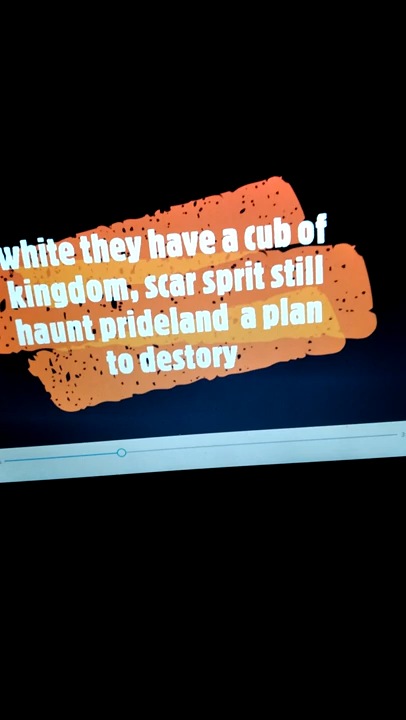 white they have a cub of
kingdom, scar sprit still
haunt prideland a plan
to destory